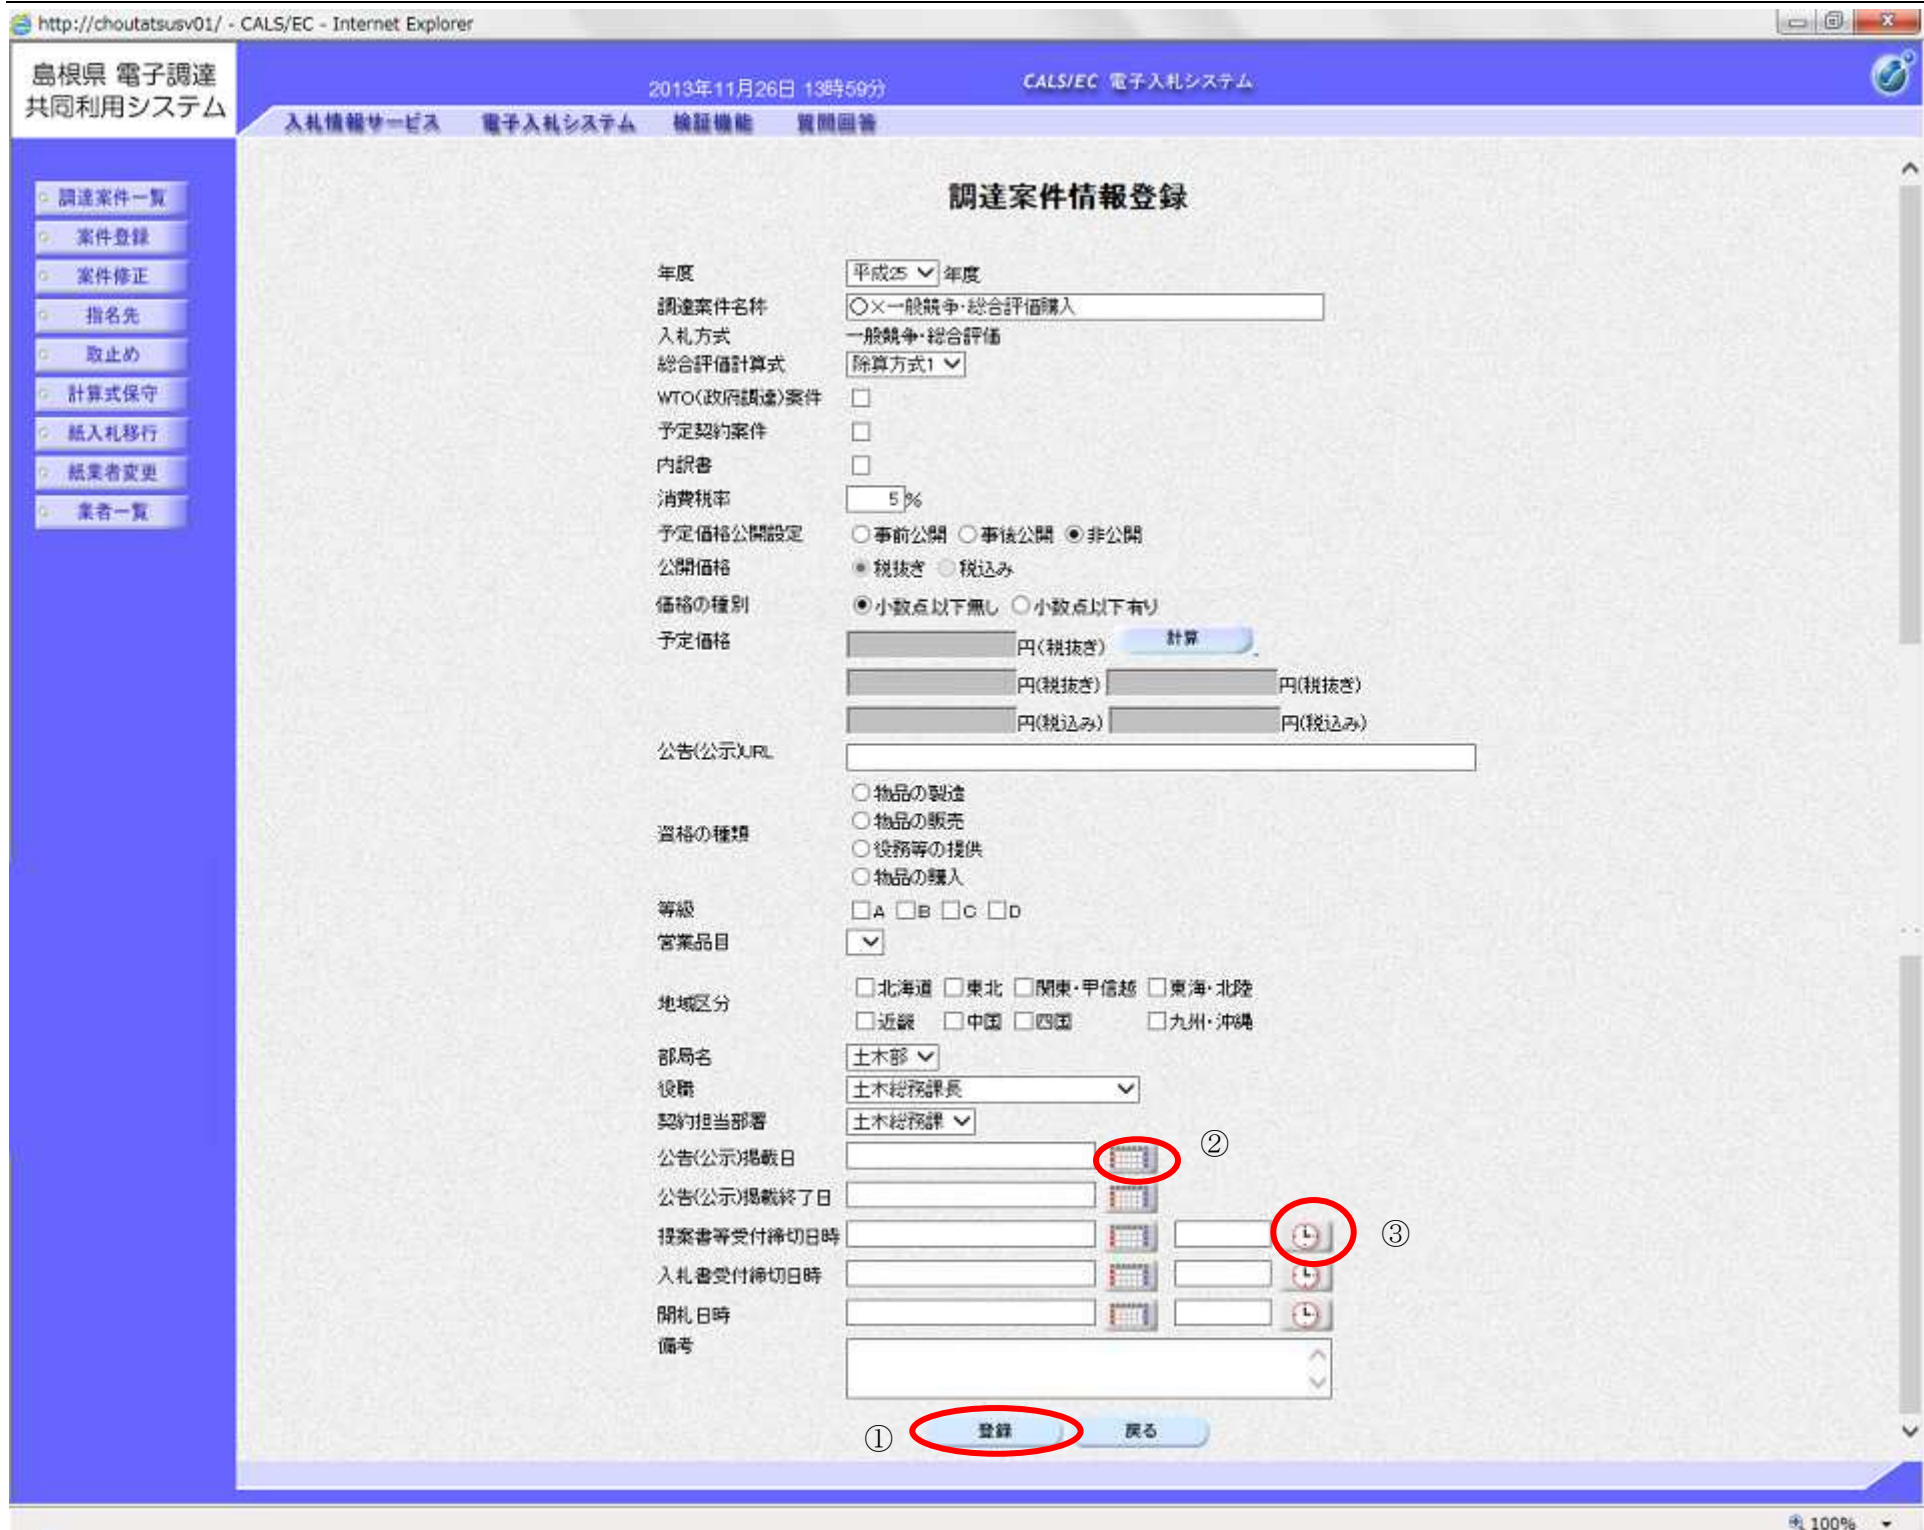 http://choutatsusv01/ - CALS/EC - Internet Explorer
島根県 電子調達
共同利用システム
2013年11月26日 13時59分
CALS/EC 電子入札システム
入札情報サービス 電子入札システム 検証機能 質問回答
調達案件一覧
案件登録
案件修正
指名先
取止め
計算式保守
紙入札移行
紙業者変更
業者一覧
調達案件情報登録
年度 平成25 年度
調達案件名称 ○×一般競争・総合評価購入
入札方式 一般競争・総合評価
総合評価計算式 除算方式1
WTO(政府調達)案件
予定契約案件
内訳書
消費税率 5 %
予定価格公開設定 事前公開 事後公開 非公開
公開価格 税抜き 税込み
価格の種別 小数点以下無し 小数点以下有り
予定価格 円(税抜き) 計算
円(税抜き) 円(税抜き)
円(税込み) 円(税込み)
公告(公示)URL
資格の種類
物品の製造
物品の販売
役務等の提供
物品の購入
等級 A B C D
営業品目
地域区分
北海道 東北 関東・甲信越 東海・北陸
近畿 中国 四国 九州・沖縄
部局名 土木部
役職 土木総務課長
契約担当部署 土木総務課
公告(公示)掲載日 ②
公告(公示)掲載終了日
提案書等受付締切日時 ③
入札書受付締切日時
開札日時
備考
① 登録 戻る
100%